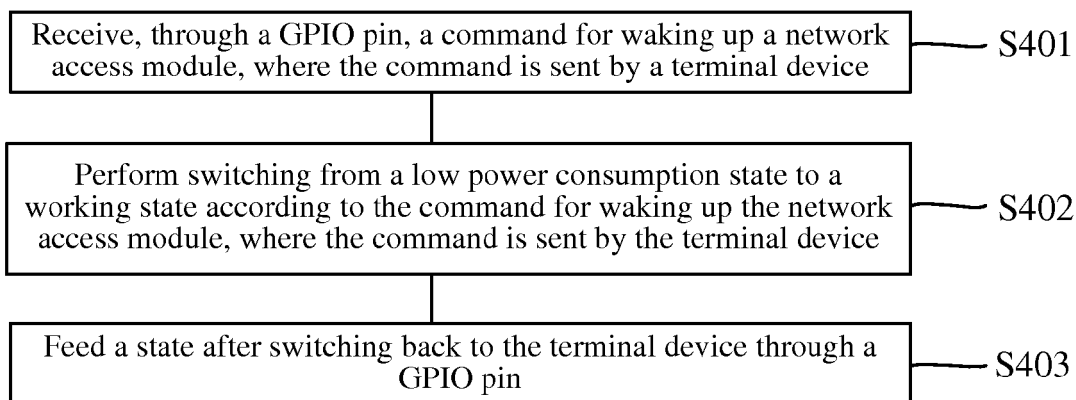 Receive, through a GPIO pin, a command for waking up a network
access module, where the command is sent by a terminal device
S401
Perform switching from a low power consumption state to a
working state according to the command for waking up the network
access module, where the command is sent by the terminal device
S402
Feed a state after switching back to the terminal device through a
GPIO pin
S403